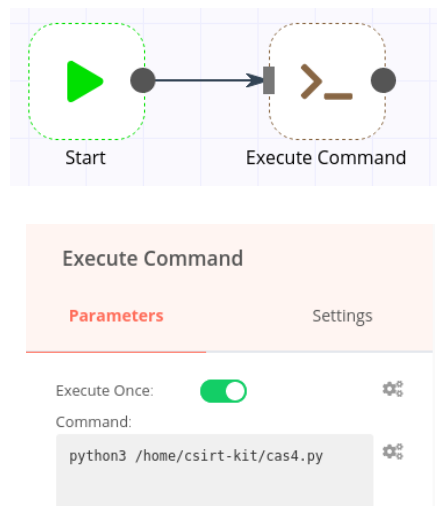 Start
Execute Command
Execute Command
Parameters
Settings
Execute Once:
Command:
python3 /home/csirt-kit/cas4.py